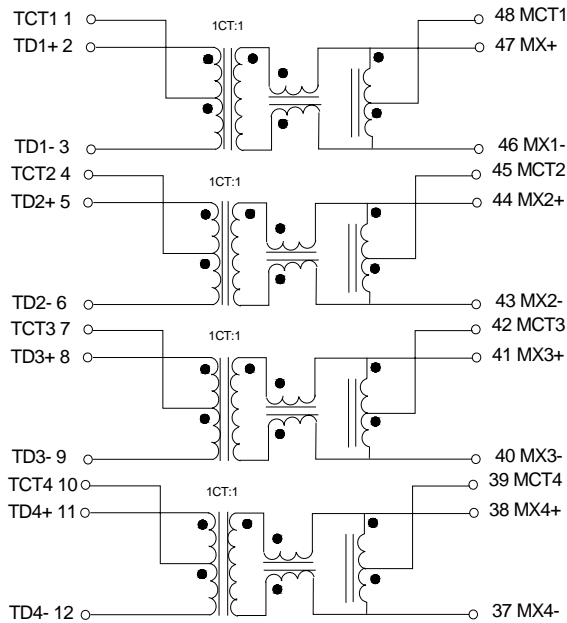 TCT1 1
1CT:1
48 MCT1
TD1+ 2
47 MX+
TD1- 3
46 MX1-
TCT2 4
1CT:1
45 MCT2
TD2+ 5
44 MX2+
TD2- 6
43 MX2-
TCT3 7
1CT:1
42 MCT3
TD3+ 8
41 MX3+
TD3- 9
40 MX3-
TCT4 10
1CT:1
39 MCT4
TD4+ 11
38 MX4+
TD4- 12
37 MX4-